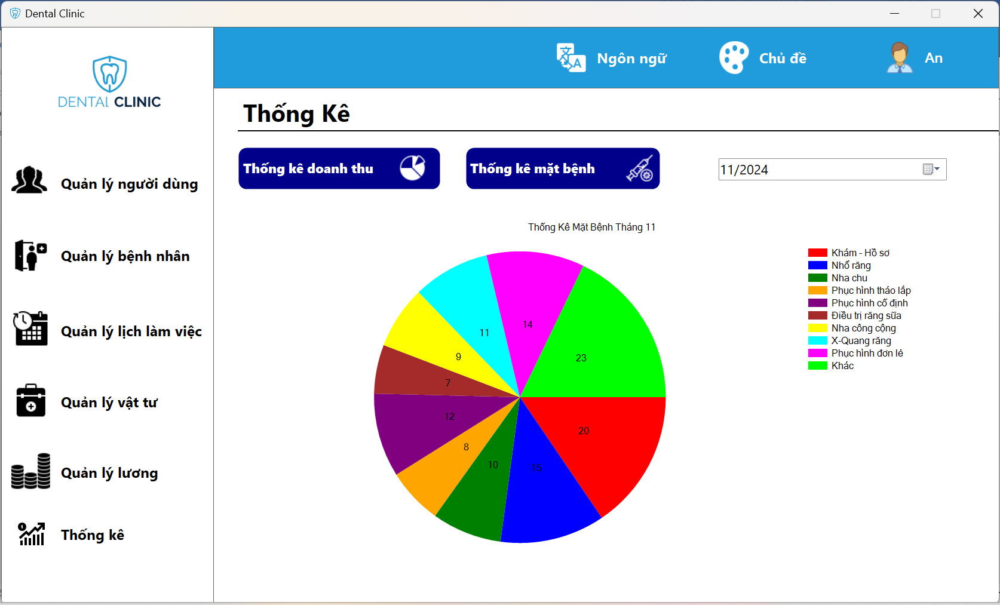 Dental Clinic
DENTAL CLINIC
Ngôn ngữ
Chủ đề
An
Thống Kê
Thống kê doanh thu
Thống kê mặt bệnh
11/2024
Quản lý người dùng
Quản lý bệnh nhân
Quản lý lịch làm việc
Quản lý vật tư
Quản lý lương
Thống kê
Thống Kê Mặt Bệnh Tháng 11
14
11
23
9
7
12
20
8
10
15
Khám - Hồ sơ
Nhổ răng
Nha chu
Phục hình tháo lắp
Phục hình cố định
Điều trị răng sữa
Nha công cộng
X-Quang răng
Phục hình đơn lẻ
Khác